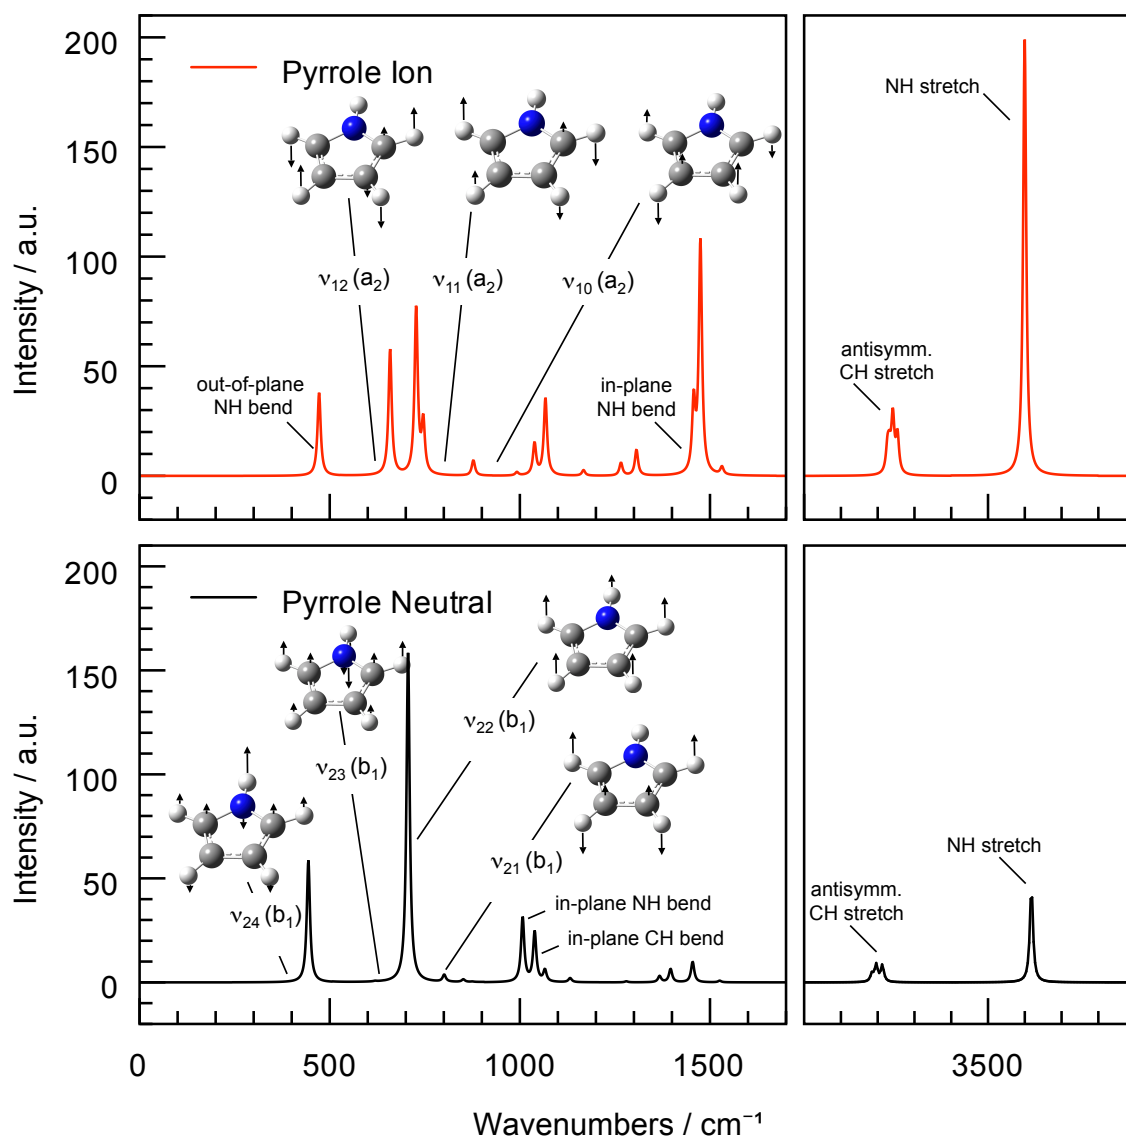 Intensity / a.u.
200
150
100
50
0
Pyrrole Ion
ν12 (a2)
ν11 (a2)
ν10 (a2)
out-of-plane
NH bend
in-plane
NH bend
NH stretch
antisymm.
CH stretch
Intensity / a.u.
200
150
100
50
0
Pyrrole Neutral
ν22 (b1)
ν23 (b1)
ν21 (b1)
ν24 (b1)
in-plane NH bend
in-plane CH bend
NH stretch
antisymm.
CH stretch
0 500 1000 1500 3500
Wavenumbers / cm⁻¹